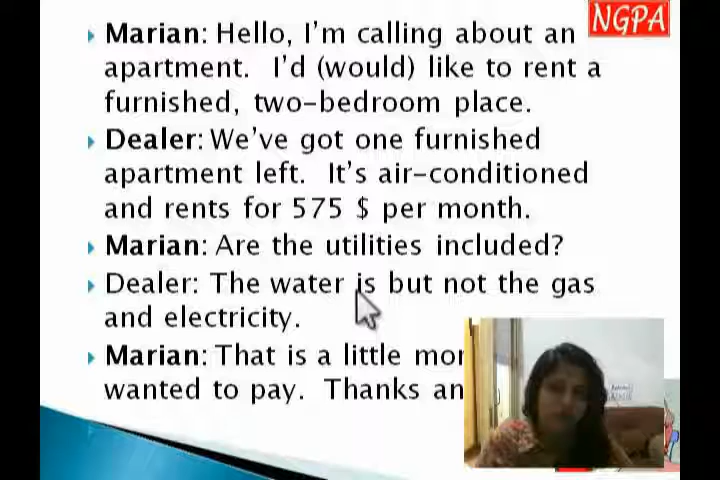 NGPA
Marian: Hello, I'm calling about an
apartment. I'd (would) like to rent a
furnished, two-bedroom place.
Dealer: We've got one furnished
apartment left. It's air-conditioned
and rents for 575 $ per month.
Marian: Are the utilities included?
Dealer: The water is but not the gas
and electricity.
Marian: That is a little
wanted to pay. Thanks